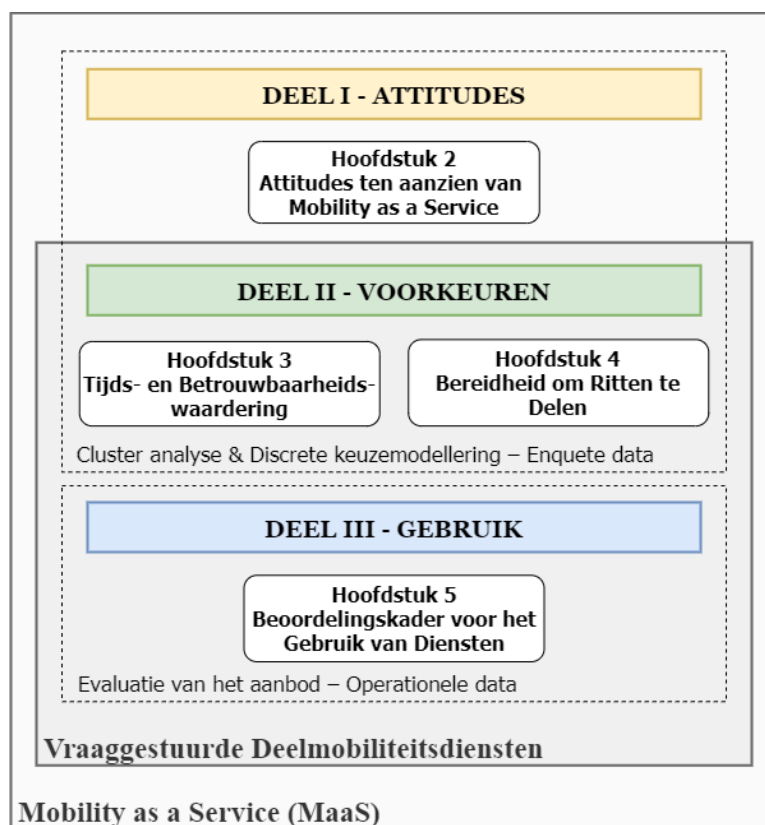 DEEL I - ATTITUDES
Hoofdstuk 2
Attitudes ten aanzien van
Mobility as a Service
DEEL II - VOORKEUREN
Hoofdstuk 3
Tijds- en Betrouwbaarheids-
waardering
Hoofdstuk 4
Bereidheid om Ritten te
Delen
Cluster analyse & Discrete keuzemodellering – Enquete data
DEEL III - GEBRUIK
Hoofdstuk 5
Beoordelingskader voor het
Gebruik van Diensten
Evaluatie van het aanbod – Operationele data
Vraaggestuurde Deelmobiliteitsdiensten
Mobility as a Service (MaaS)